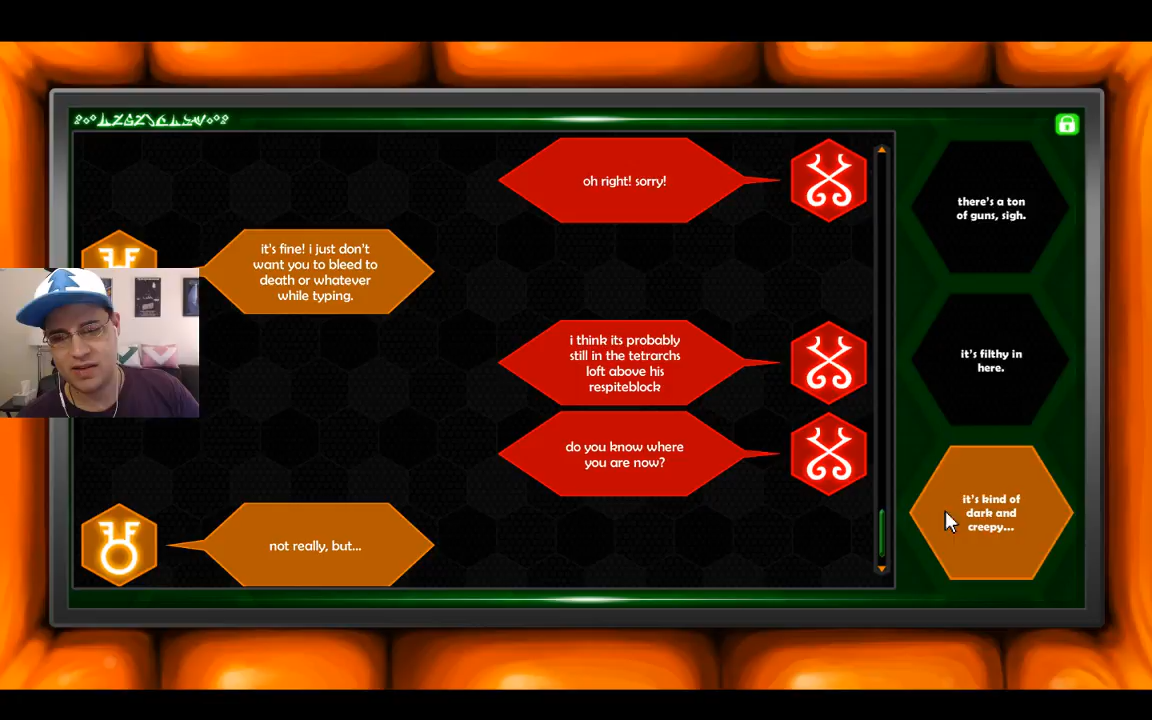 oh right! sorry!
it's fine! i just don't
want you to bleed to
death or whatever
while typing.
i think its probably
still in the tetrarchs
loft above his
respiteblock
do you know where
you are now?
not really, but...
there's a ton
of guns, sigh.
it's filthy in
here.
it's kind of
dark and
creepy...